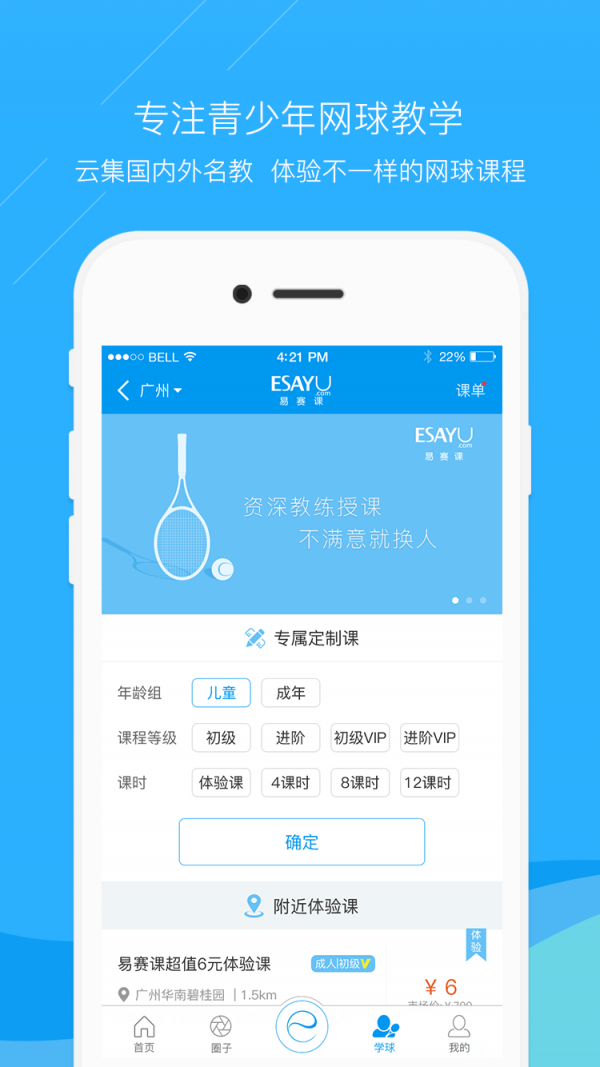 专注青少年网球教学
云集国内外名教 体验不一样的网球课程
BELL 4:21 PM 22%
广州 ESAYU.com 课单
易赛课
ESAYU.com
易赛课
资深教练授课
不满意就换人
专属定制课
年龄组 儿童 成年
课程等级 初级 进阶 初级VIP 进阶VIP
课时 体验课 4课时 8课时 12课时
确定
附近体验课
体验
易赛课超值6元体验课 成人|初级V
¥ 6
广州华南碧桂园 | 1.5km
首页 圈子 学球 我的